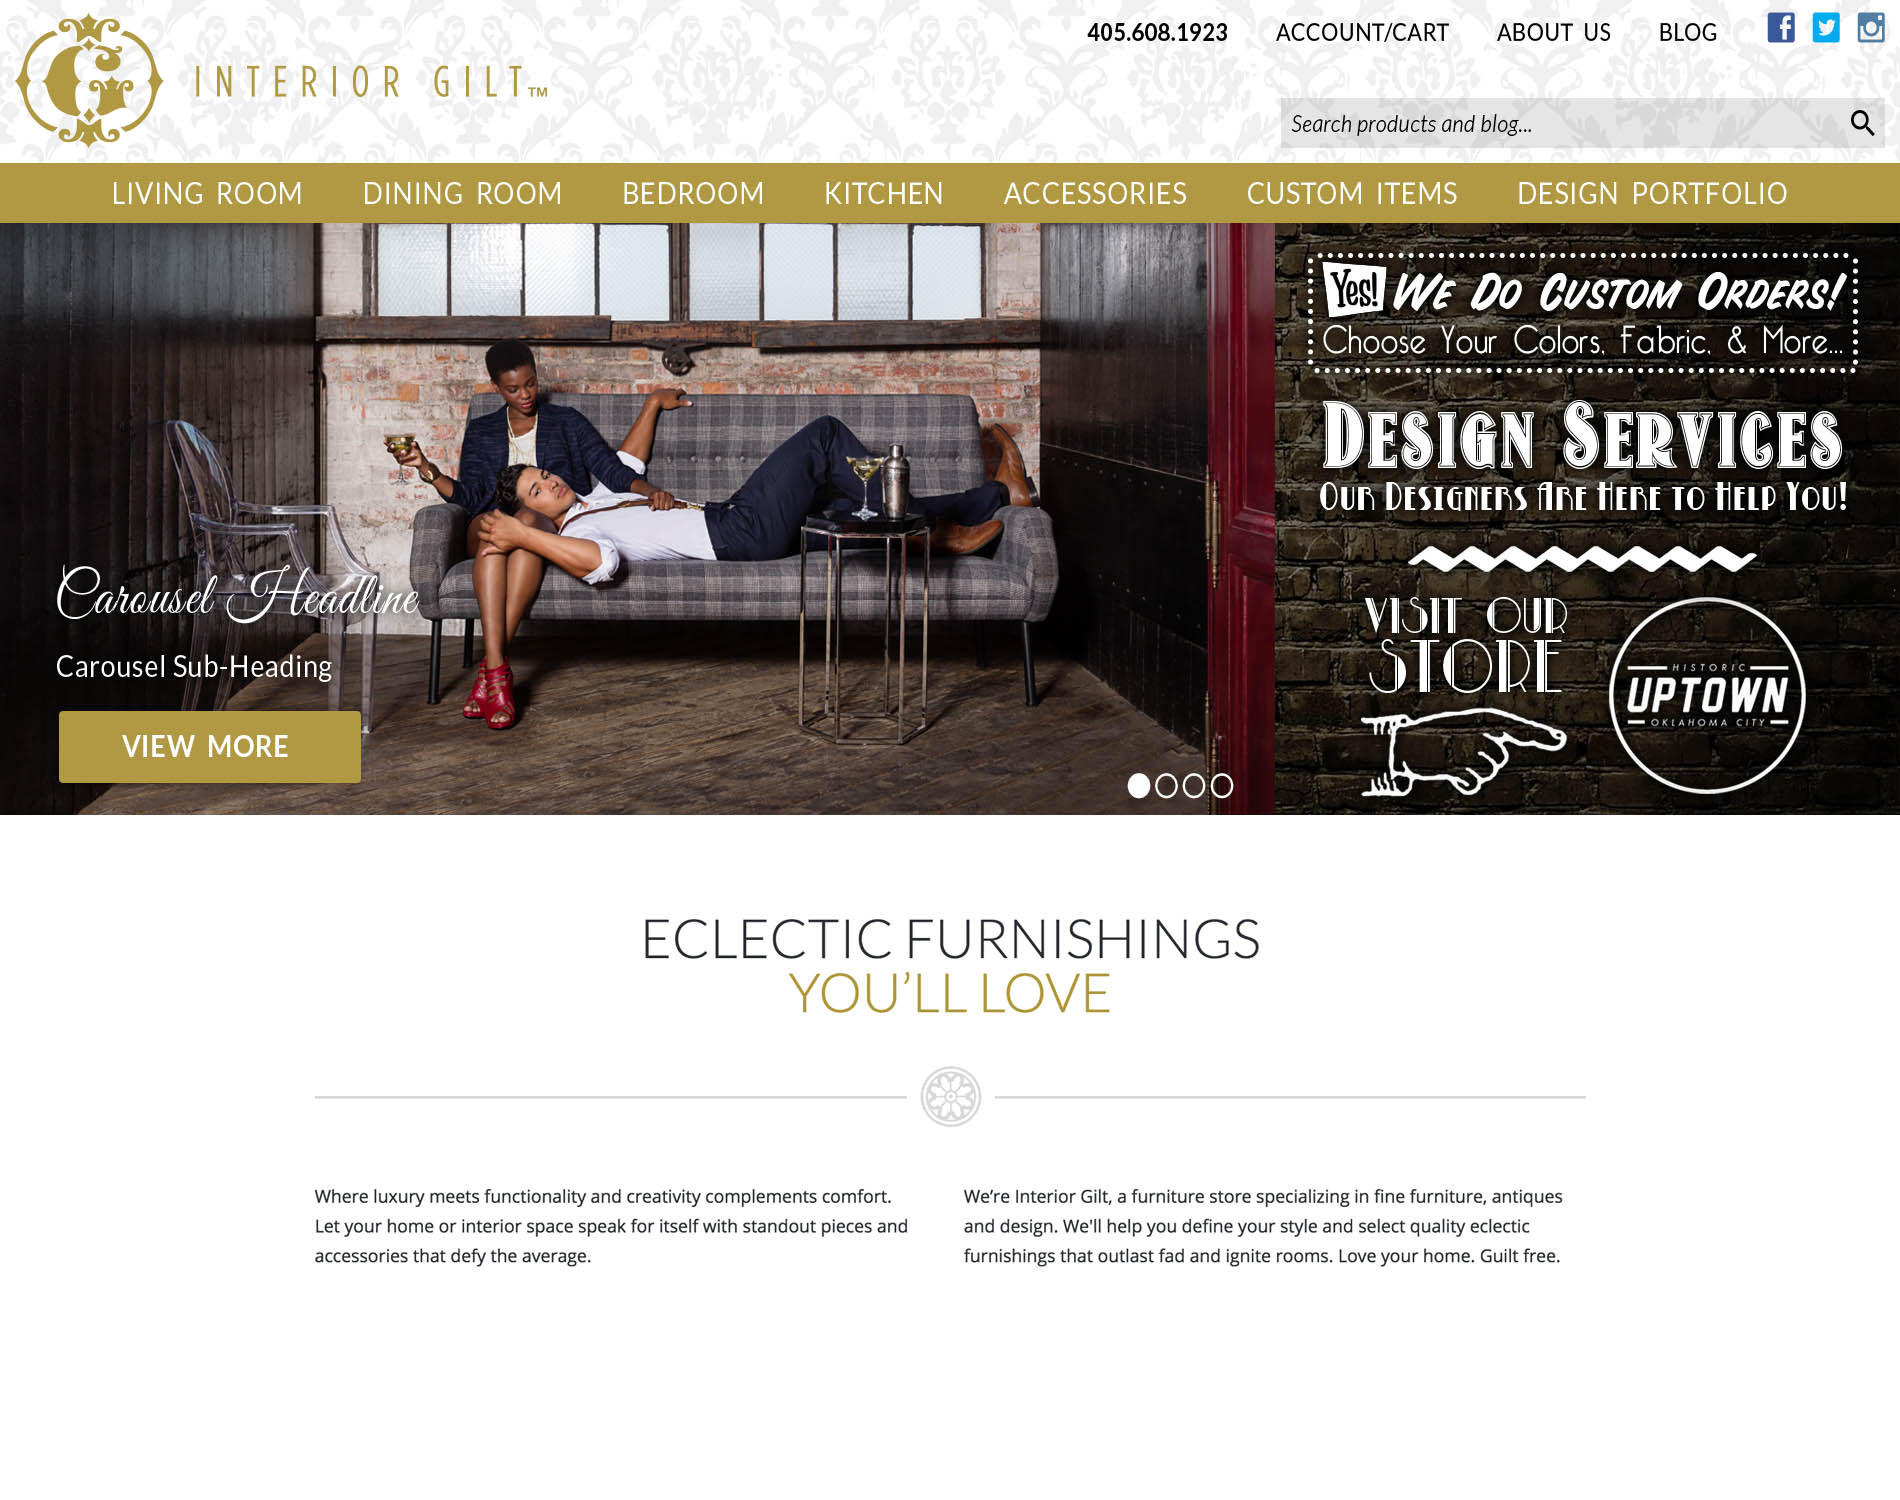 405.608.1923 ACCOUNT/CART ABOUT US BLOG
G INTERIOR GILT™
Search products and blog...
LIVING ROOM DINING ROOM BEDROOM KITCHEN ACCESSORIES CUSTOM ITEMS DESIGN PORTFOLIO
Carousel Headline
Carousel Sub-Heading
VIEW MORE
Yes! WE DO CUSTOM ORDERS!
Choose Your Colors, Fabric, & More...
DESIGN SERVICES
OUR DESIGNERS ARE HERE TO HELP YOU!
VISIT OUR
STORE
HISTORIC
UPTOWN
OKLAHOMA CITY
ECLECTIC FURNISHINGS
YOU’LL LOVE
Where luxury meets functionality and creativity complements comfort.
Let your home or interior space speak for itself with standout pieces and
accessories that defy the average.
We’re Interior Gilt, a furniture store specializing in fine furniture, antiques
and design. We'll help you define your style and select quality eclectic
furnishings that outlast fad and ignite rooms. Love your home. Guilt free.